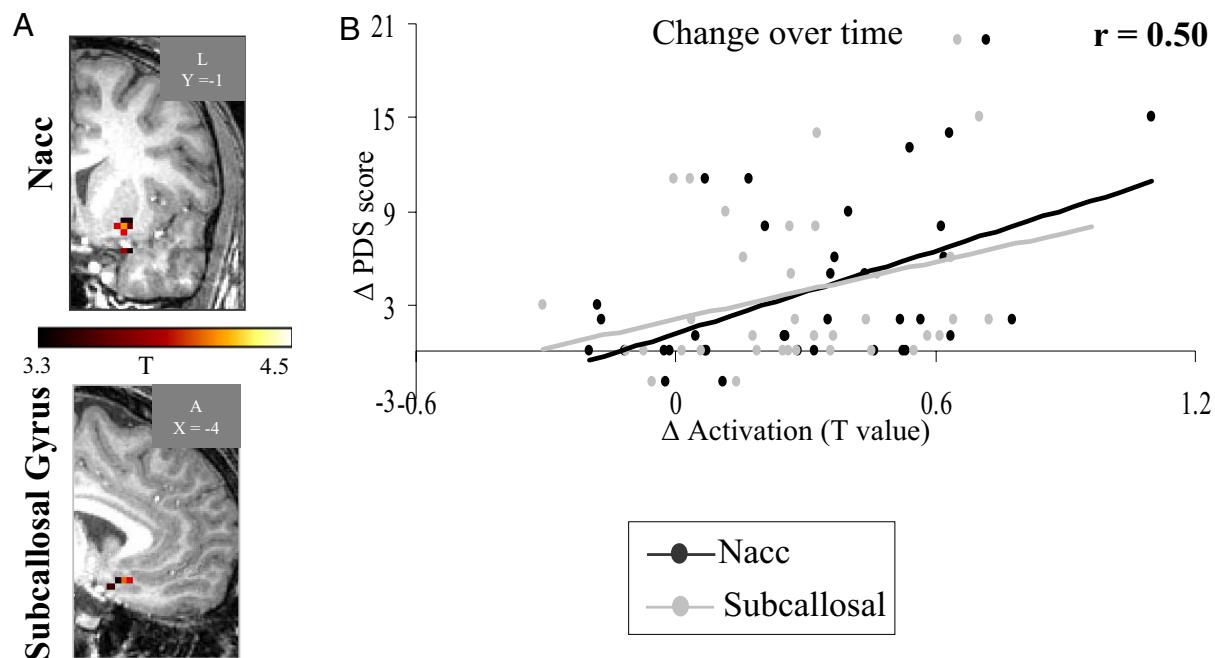 A
L
Y =-1
Nacc
3.3 T 4.5
A
X = -4
Subcallosal Gyrus
B
Change over time
r = 0.50
21
15
9
3
-3
Δ PDS score
-0.6 0 0.6 1.2
Δ Activation (T value)
Nacc
Subcallosal